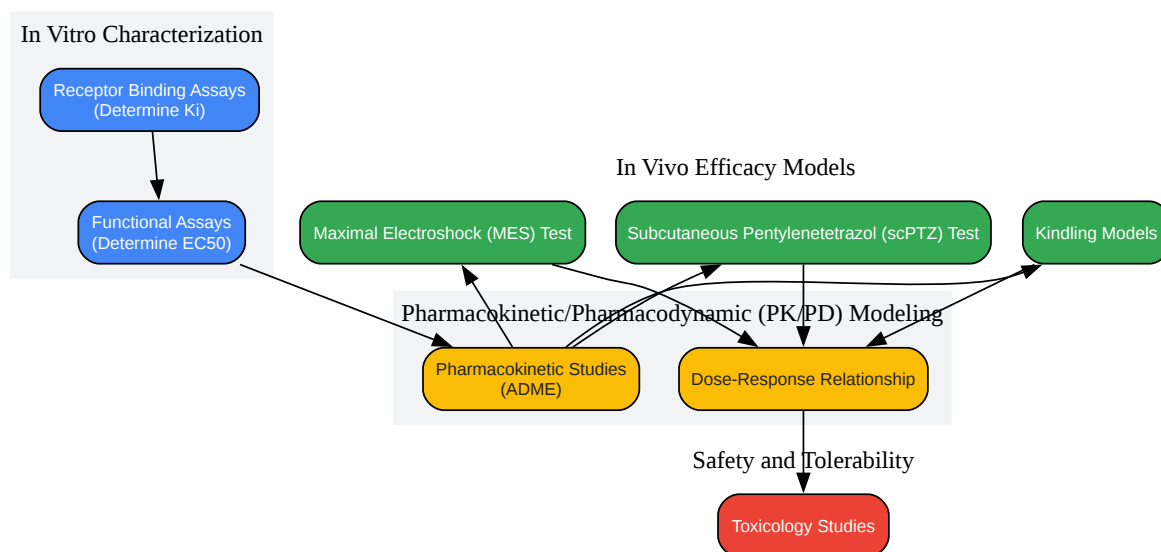 In Vitro Characterization
Receptor Binding Assays
(Determine Ki)
Functional Assays
(Determine EC50)
In Vivo Efficacy Models
Maximal Electroshock (MES) Test
Subcutaneous Pentylenetetrazol (scPTZ) Test
Kindling Models
Pharmacokinetic/Pharmacodynamic (PK/PD) Modeling
Pharmacokinetic Studies
(ADME)
Dose-Response Relationship
Safety and Tolerability
Toxicology Studies